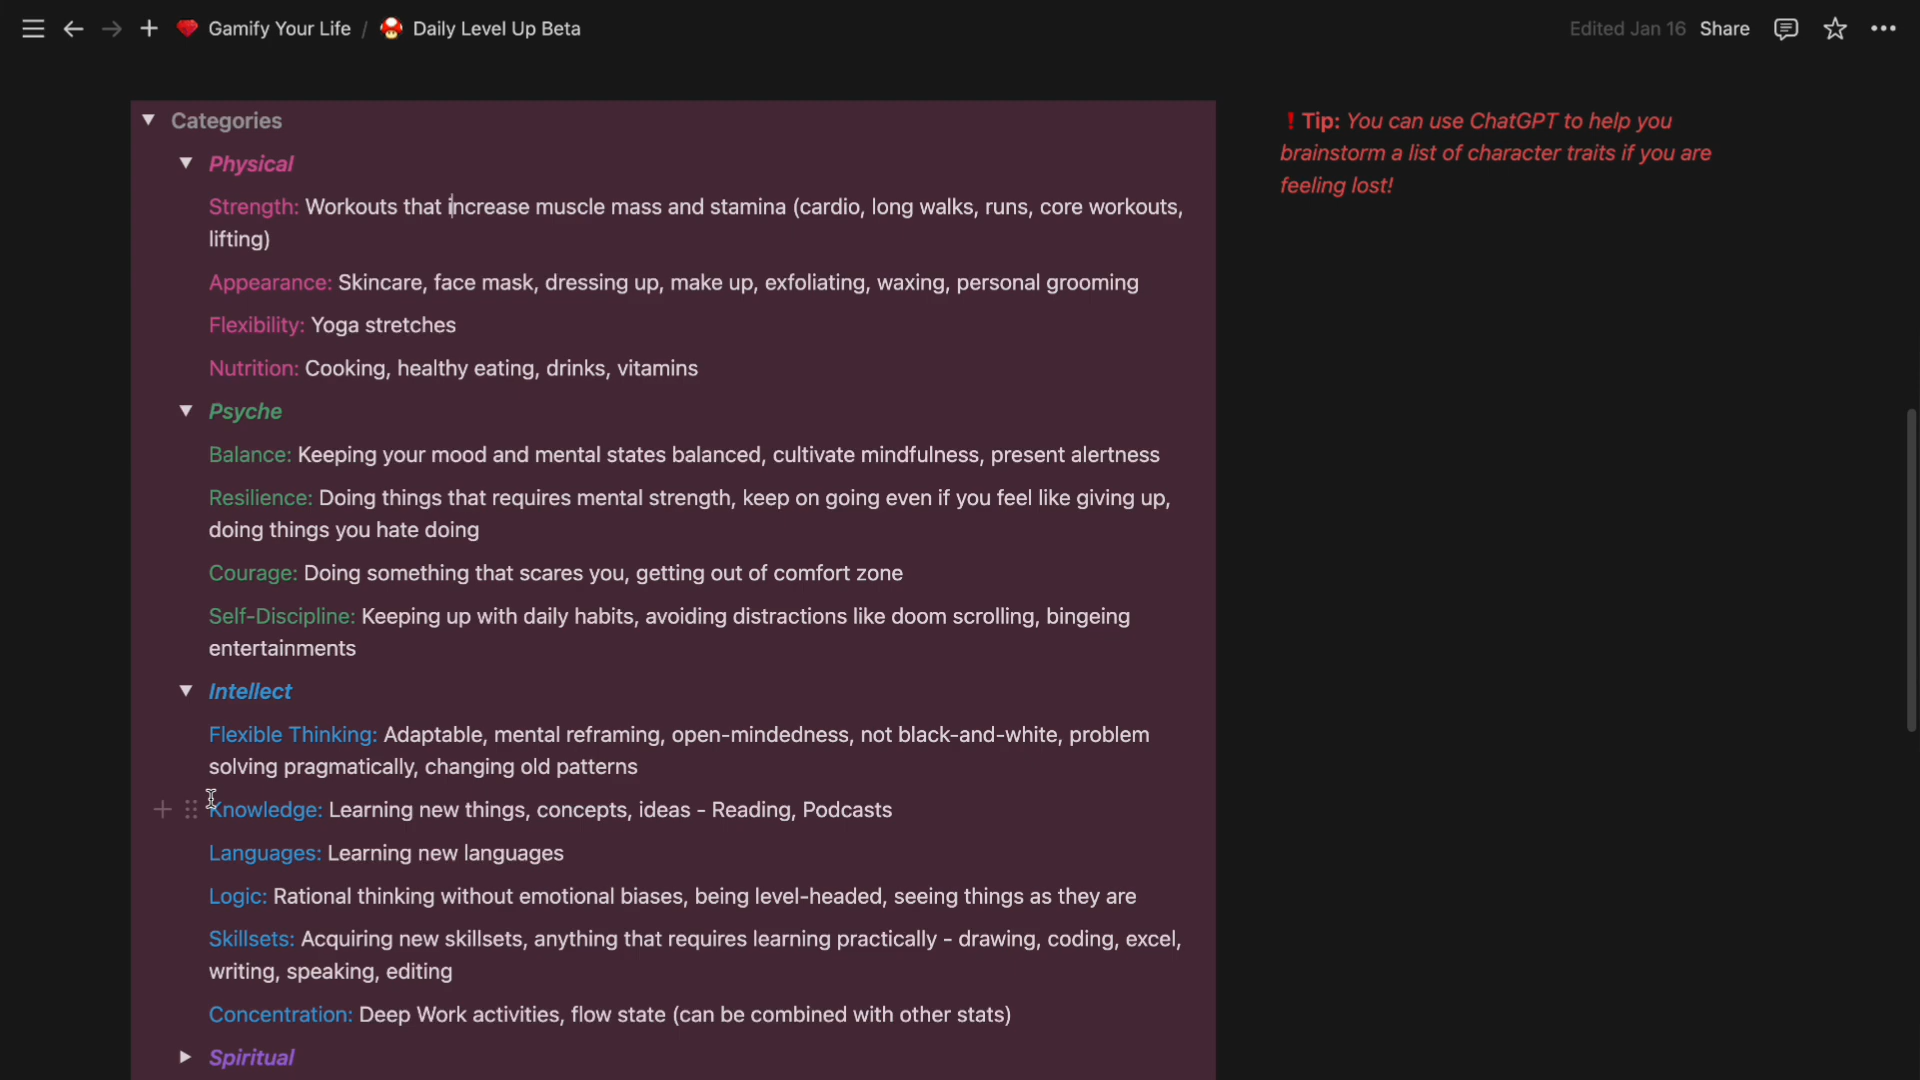 Gamify Your Life / Daily Level Up Beta
Edited Jan 16 Share
Categories
Physical
Strength: Workouts that increase muscle mass and stamina (cardio, long walks, runs, core workouts,
lifting)
Appearance: Skincare, face mask, dressing up, make up, exfoliating, waxing, personal grooming
Flexibility: Yoga stretches
Nutrition: Cooking, healthy eating, drinks, vitamins
Psyche
Balance: Keeping your mood and mental states balanced, cultivate mindfulness, present alertness
Resilience: Doing things that requires mental strength, keep on going even if you feel like giving up,
doing things you hate doing
Courage: Doing something that scares you, getting out of comfort zone
Self-Discipline: Keeping up with daily habits, avoiding distractions like doom scrolling, bingeing
entertainments
Intellect
Flexible Thinking: Adaptable, mental reframing, open-mindedness, not black-and-white, problem
solving pragmatically, changing old patterns
Knowledge: Learning new things, concepts, ideas - Reading, Podcasts
Languages: Learning new languages
Logic: Rational thinking without emotional biases, being level-headed, seeing things as they are
Skillsets: Acquiring new skillsets, anything that requires learning practically - drawing, coding, excel,
writing, speaking, editing
Concentration: Deep Work activities, flow state (can be combined with other stats)
Spiritual
❗Tip: You can use ChatGPT to help you
brainstorm a list of character traits if you are
feeling lost!